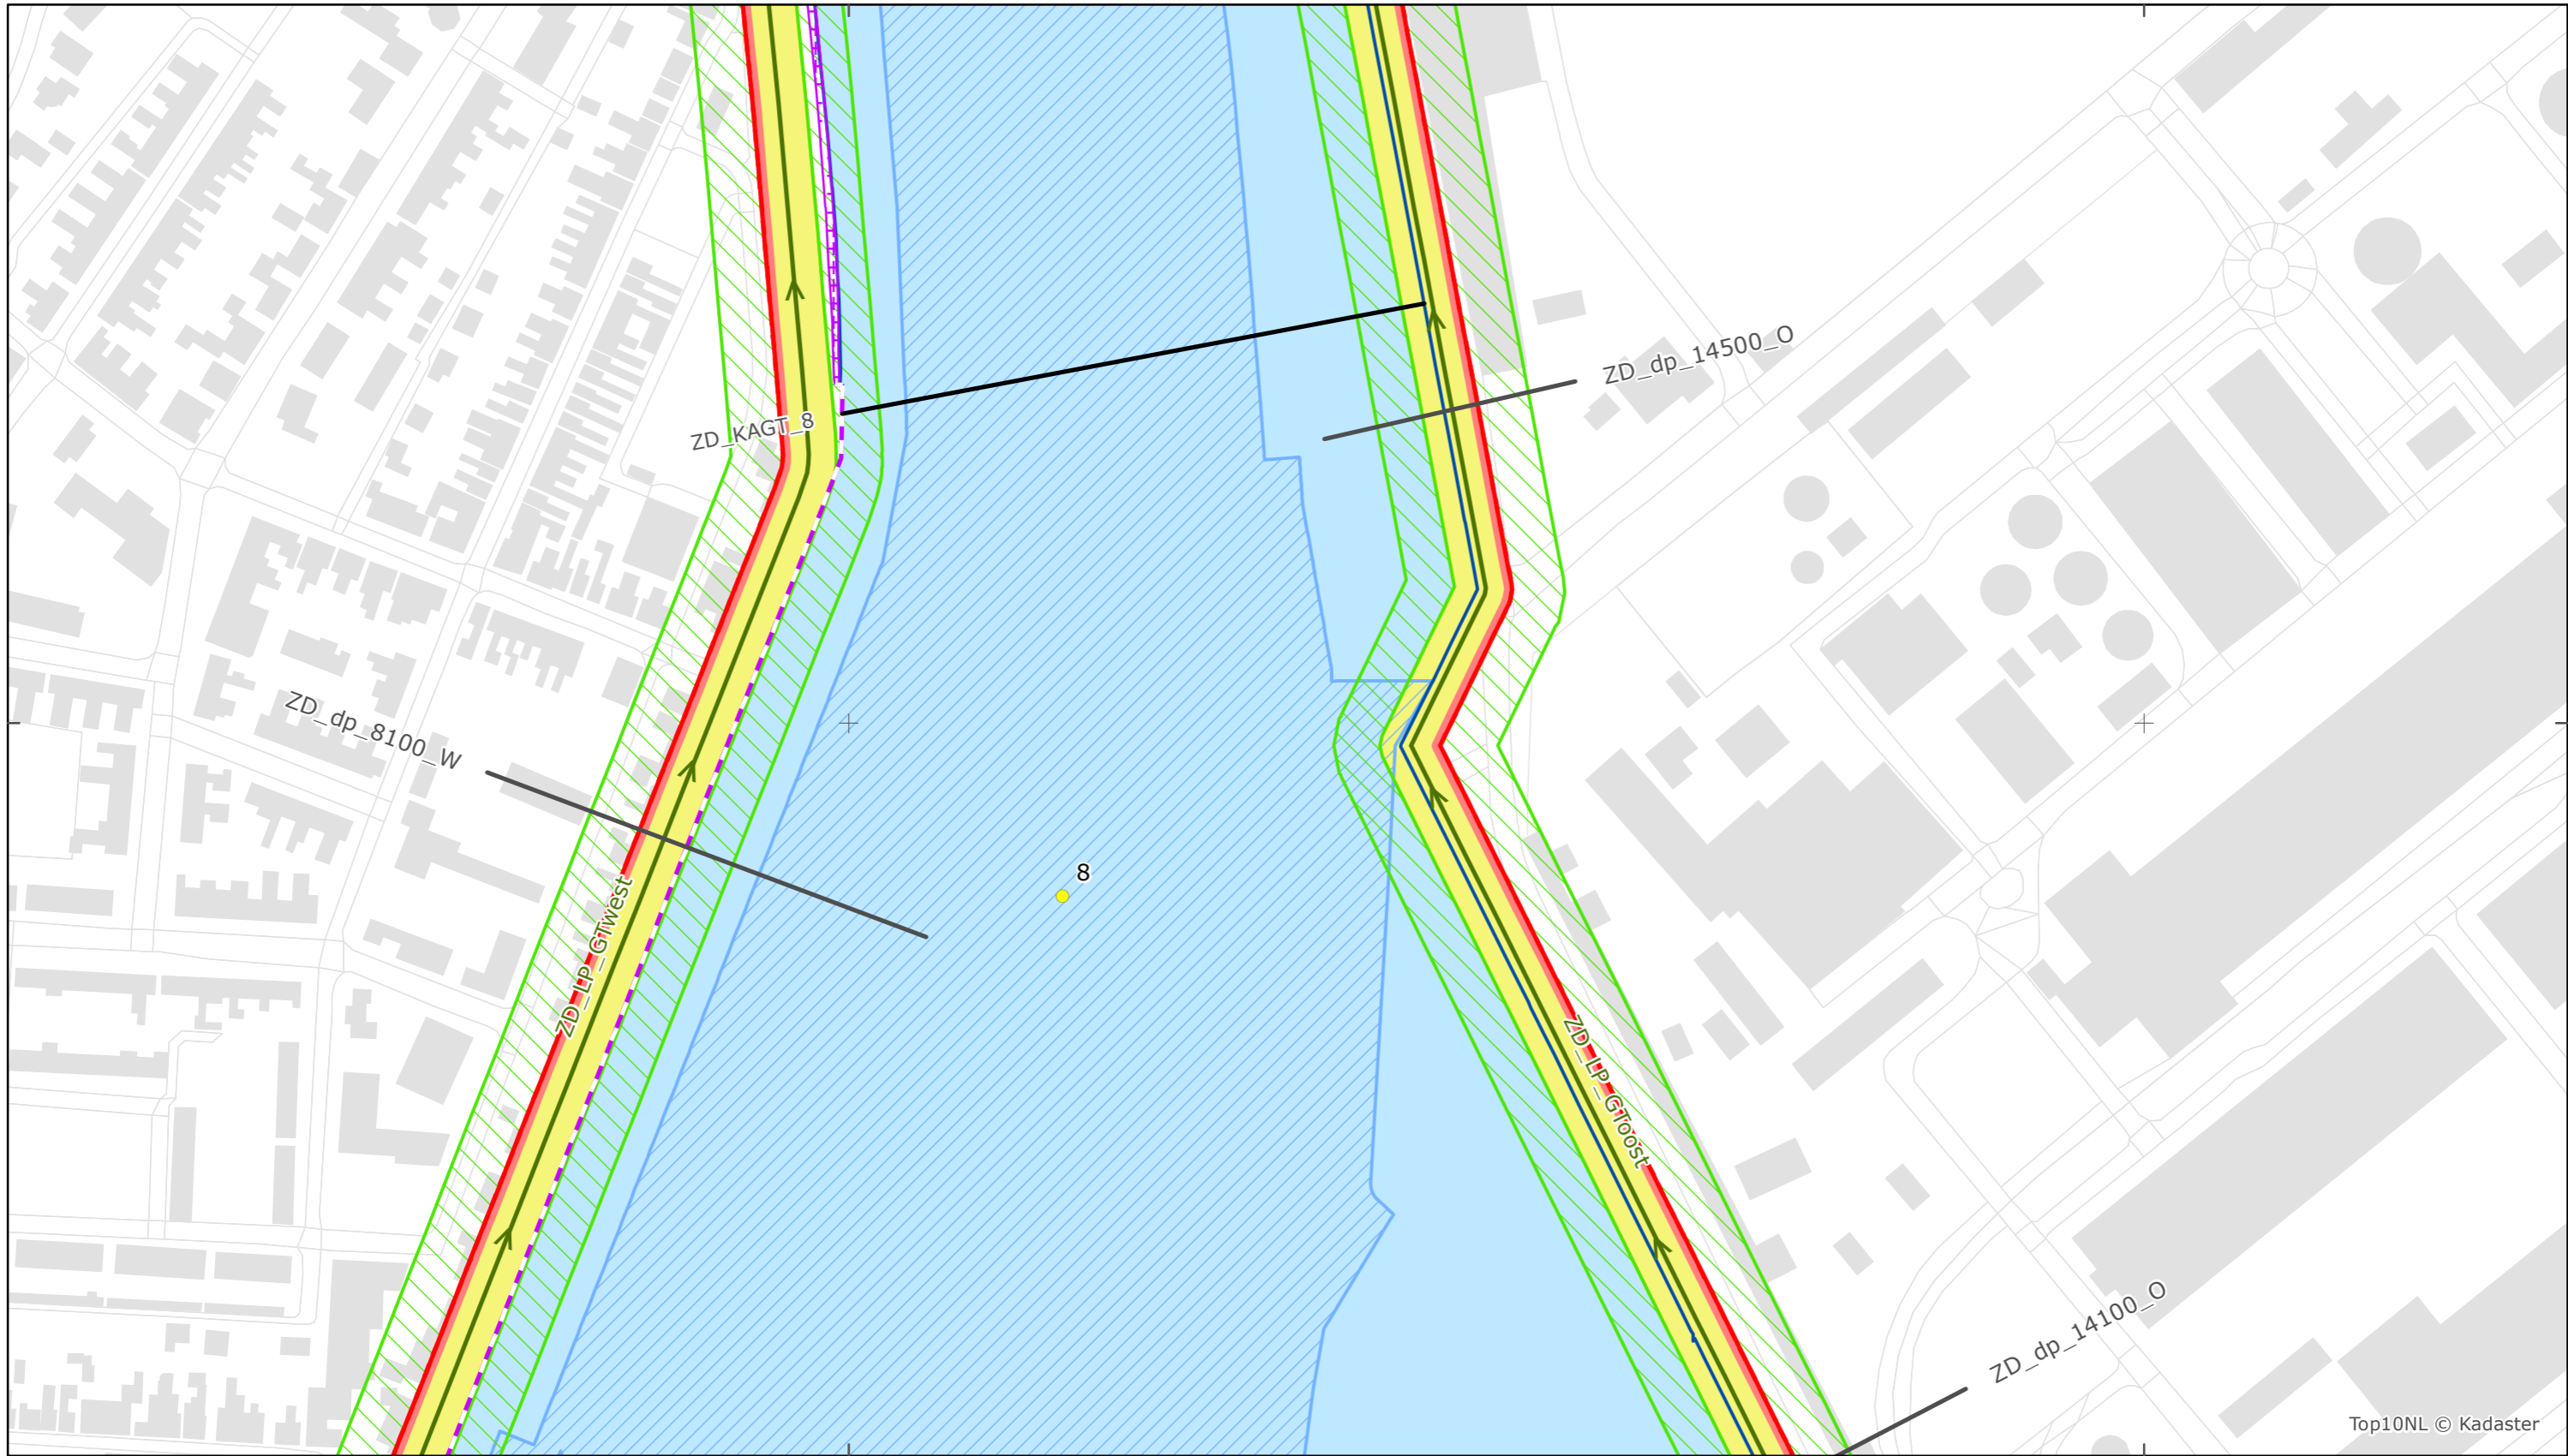 ZD_dp_14500_O
ZD_KAGT_8
ZD_dp_8100_W
8
ZD_LP_GTwest
ZD_LP_GToost
ZD_dp_14100_O
Top10NL © Kadaster